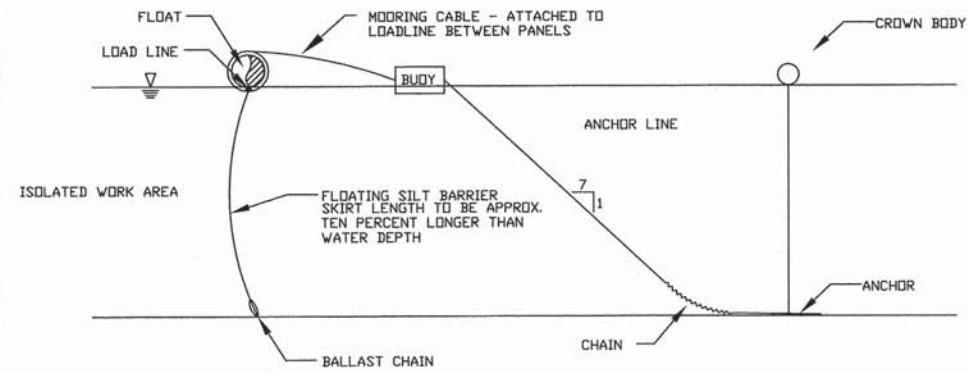 FLOAT
MOORING CABLE - ATTACHED TO
LOADLINE BETWEEN PANELS
CROWN BODY
LOAD LINE
BUOY
ANCHOR LINE
ISOLATED WORK AREA
7
1
FLOATING SILT BARRIER
SKIRT LENGTH TO BE APPROX.
TEN PERCENT LONGER THAN
WATER DEPTH
ANCHOR
CHAIN
BALLAST CHAIN